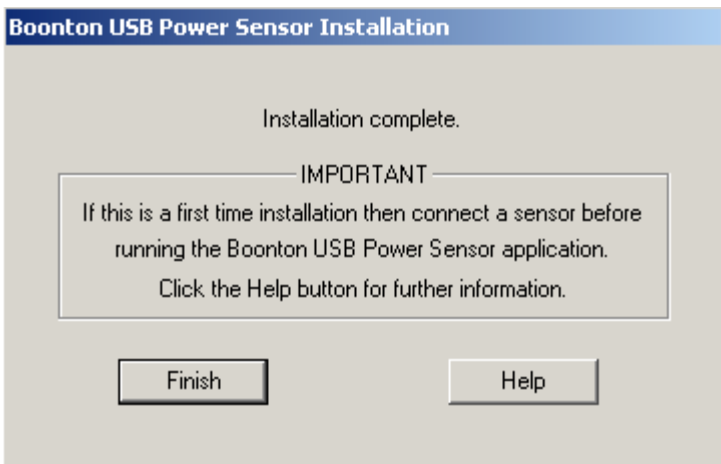 Boonton USB Power Sensor Installation
Installation complete.
IMPORTANT
If this is a first time installation then connect a sensor before
running the Boonton USB Power Sensor application.
Click the Help button for further information.
Finish
Help